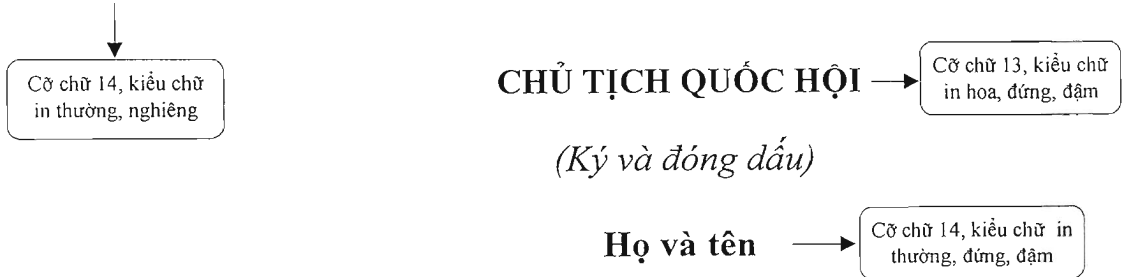 Cỡ chữ 14, kiểu chữ
in thường, nghiêng
CHỦ TỊCH QUỐC HỘI
Cỡ chữ 13, kiểu chữ
in hoa, đứng, đậm
(Ký và đóng dấu)
Họ và tên
Cỡ chữ 14, kiểu chữ in
thường, đứng, đậm